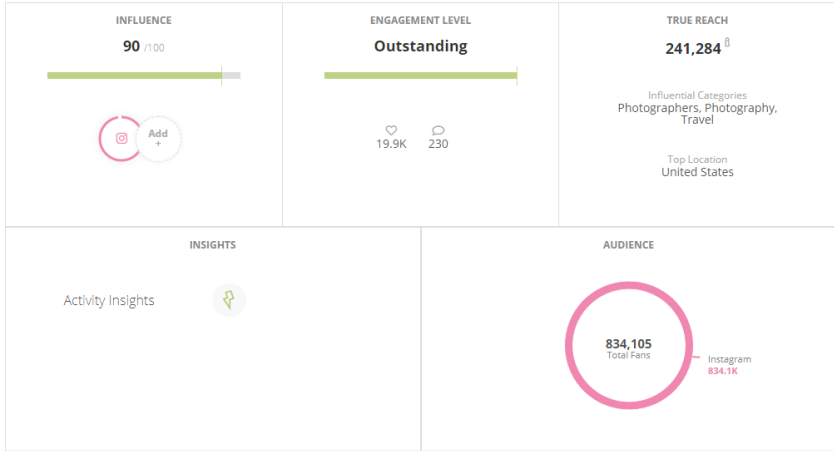 INFLUENCE
90 /100
Add
+
ENGAGEMENT LEVEL
Outstanding
19.9K
230
TRUE REACH
241,284
Influential Categories
Photographers, Photography,
Travel
Top Location
United States
INSIGHTS
Activity Insights
AUDIENCE
834,105
Total Fans
Instagram
834.1K